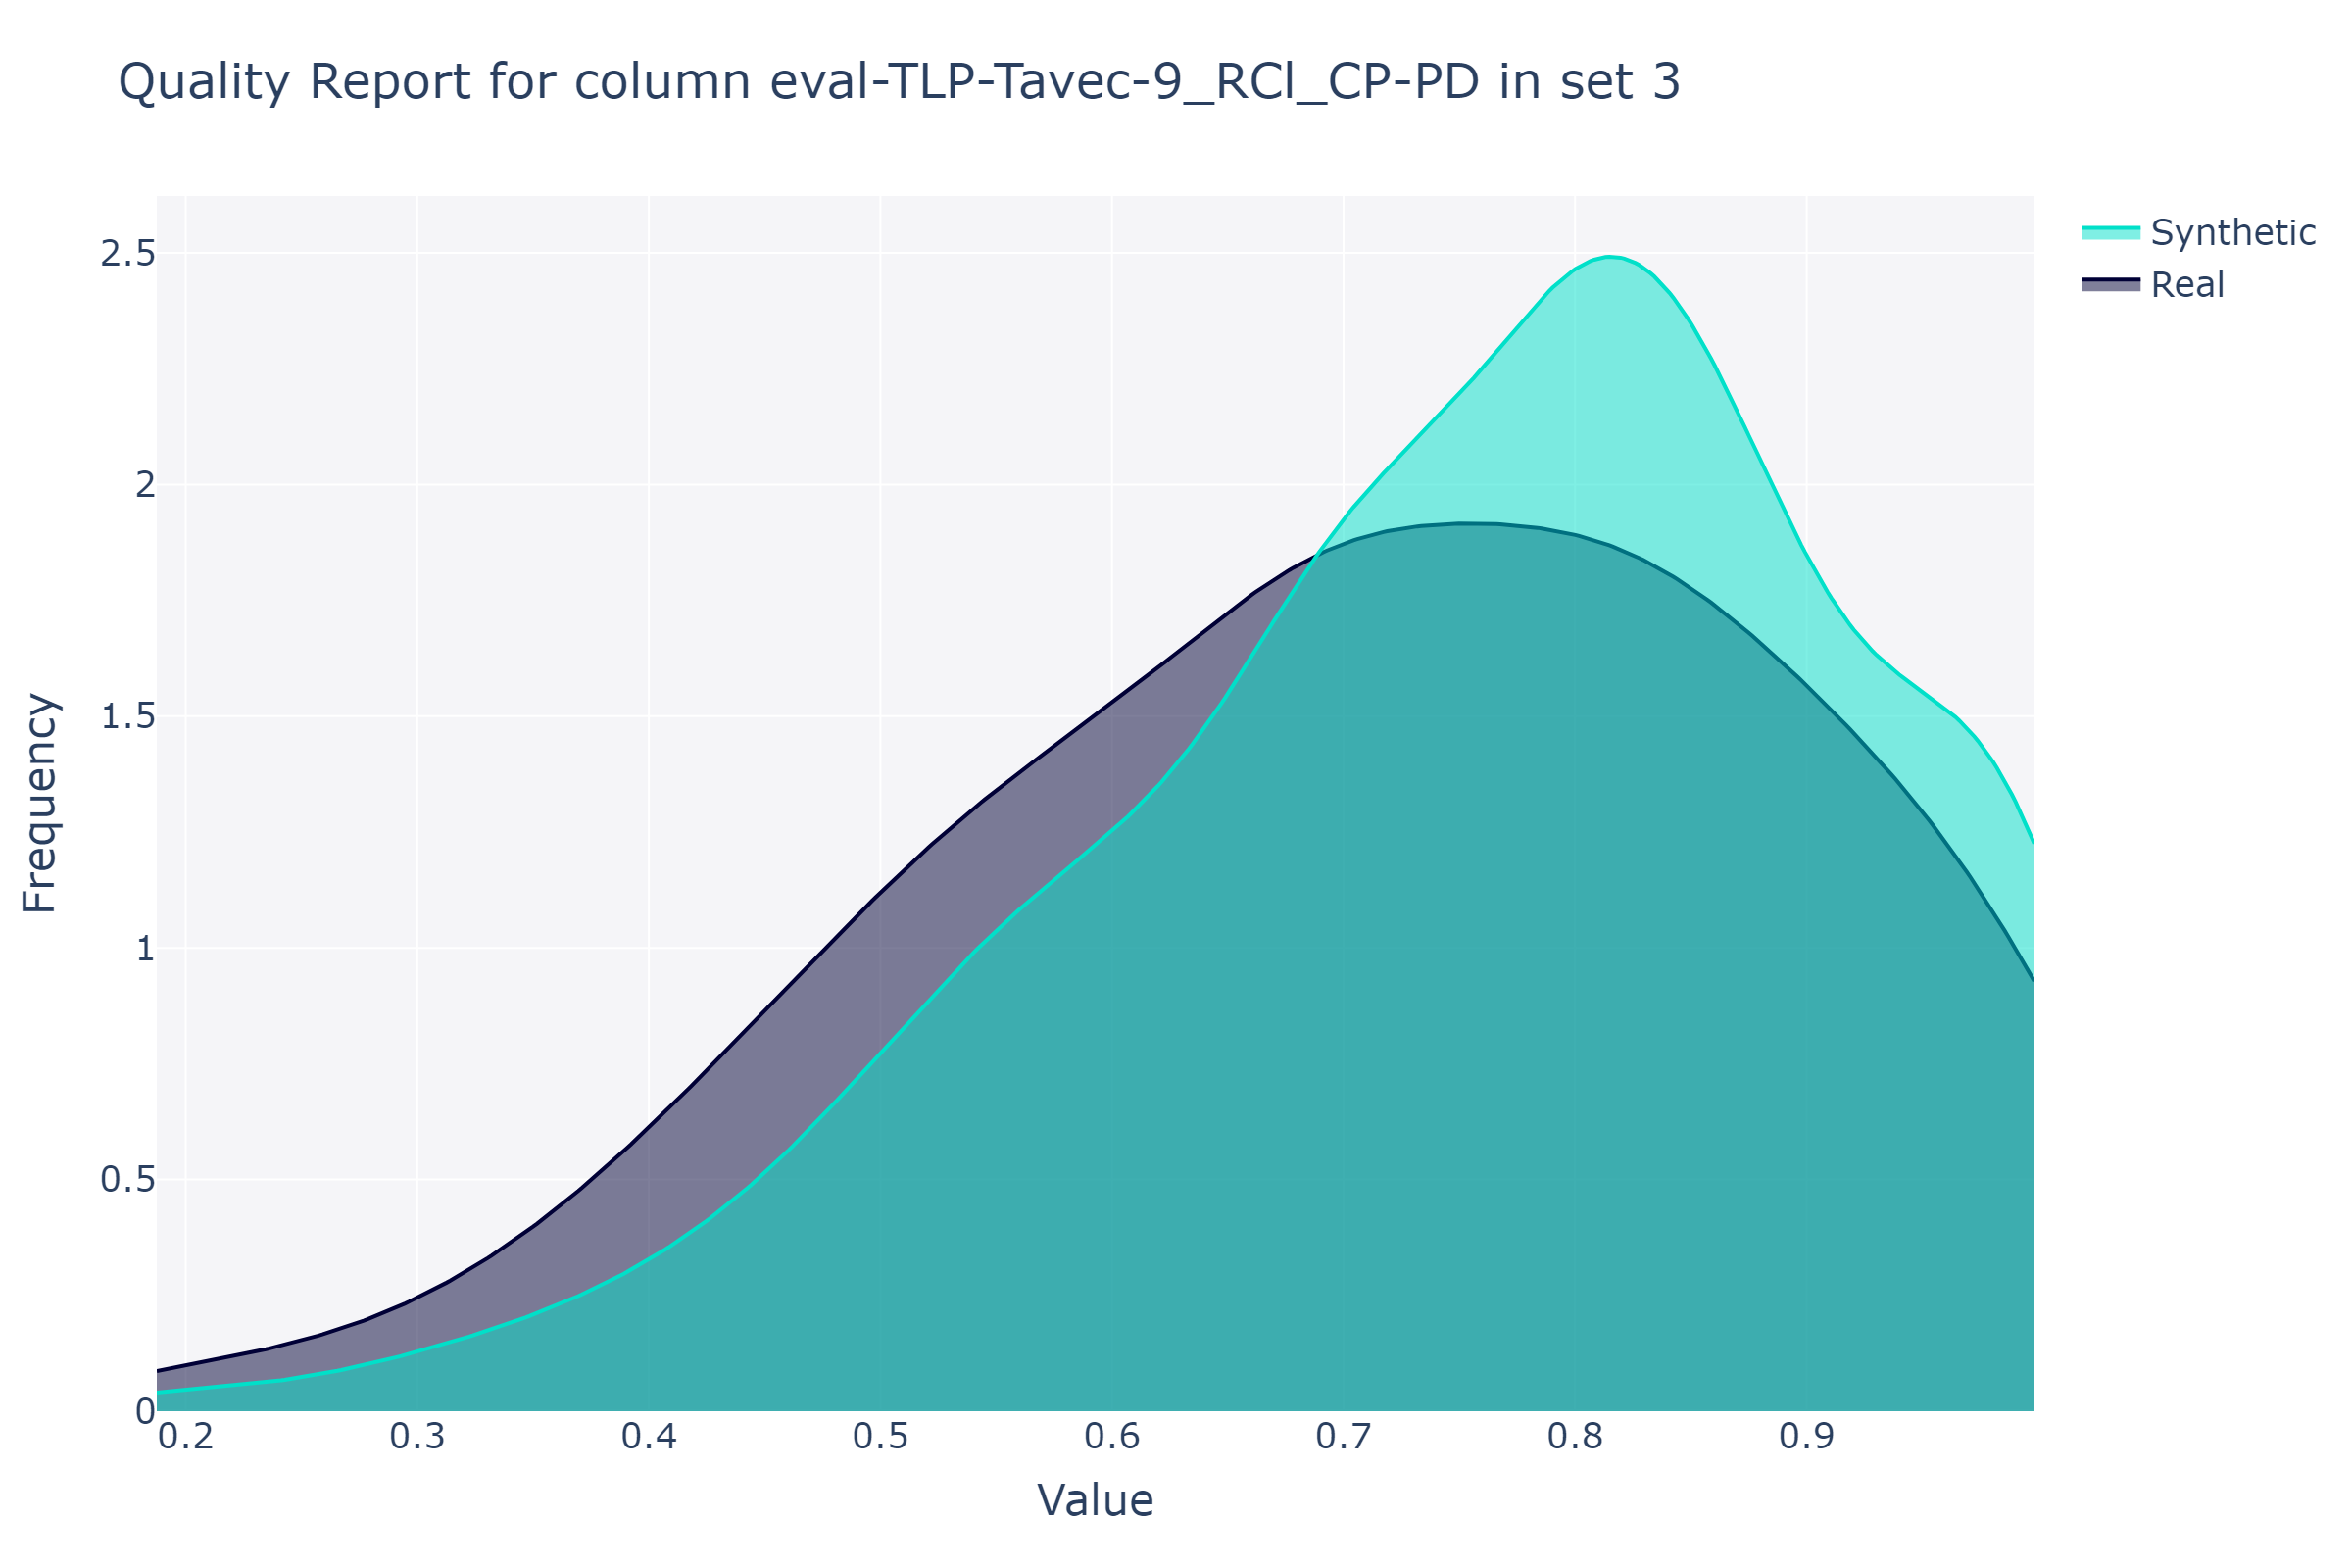 Quality Report for column eval-TLP-Tavec-9_RCl_CP-PD in set 3
Synthetic
Real
Frequency
2.5
2
1.5
1
0.5
0
0.2 0.3 0.4 0.5 0.6 0.7 0.8 0.9
Value